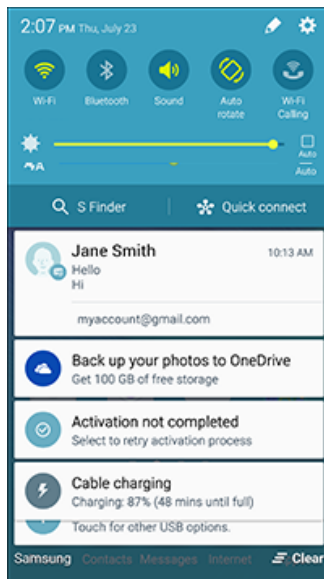 2:07 PM Thu, July 23
Wi-Fi
Bluetooth
Sound
Auto rotate
Wi-Fi Calling
Auto
A
Auto
S Finder
Quick connect
Jane Smith
10:13 AM
Hello
Hi
myaccount@gmail.com
Back up your photos to OneDrive
Get 100 GB of free storage
Activation not completed
Select to retry activation process
Cable charging
Charging: 87% (48 mins until full)
Touch for other USB options.
Samsung Contacts Messages Internet Clear